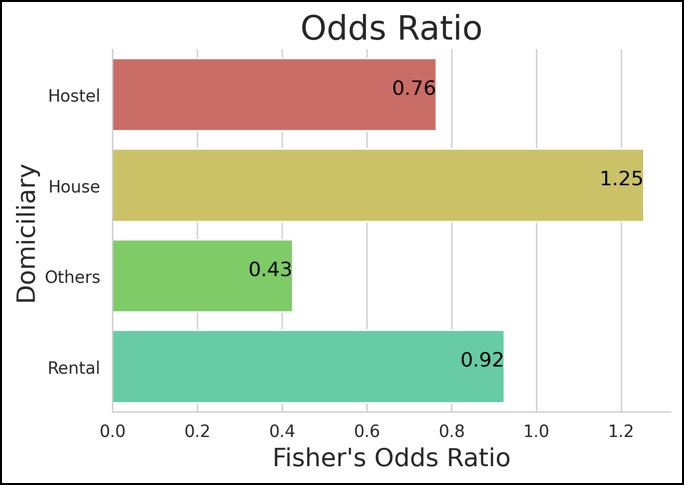 Odds Ratio
Domiciliary
Hostel
0.76
House
1.25
Others
0.43
Rental
0.92
0.0 0.2 0.4 0.6 0.8 1.0 1.2
Fisher's Odds Ratio